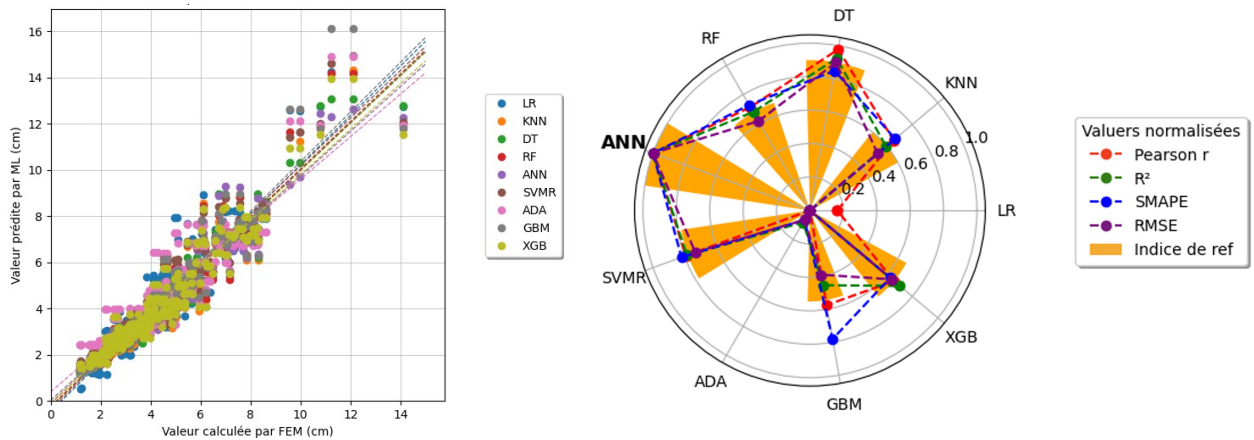 Valeur prédite par ML (cm)
16
14
12
10
8
6
4
2
0
0 2 4 6 8 10 12 14
Valeur calculée par FEM (cm)
LR
KNN
DT
RF
ANN
SVMR
ADA
GBM
XGB
DT
RF
KNN
ANN
LR
SVMR
XGB
ADA
GBM
0.2 0.4 0.6 0.8 1.0
Valuers normalisées
Pearson r
R²
SMAPE
RMSE
Indice de ref